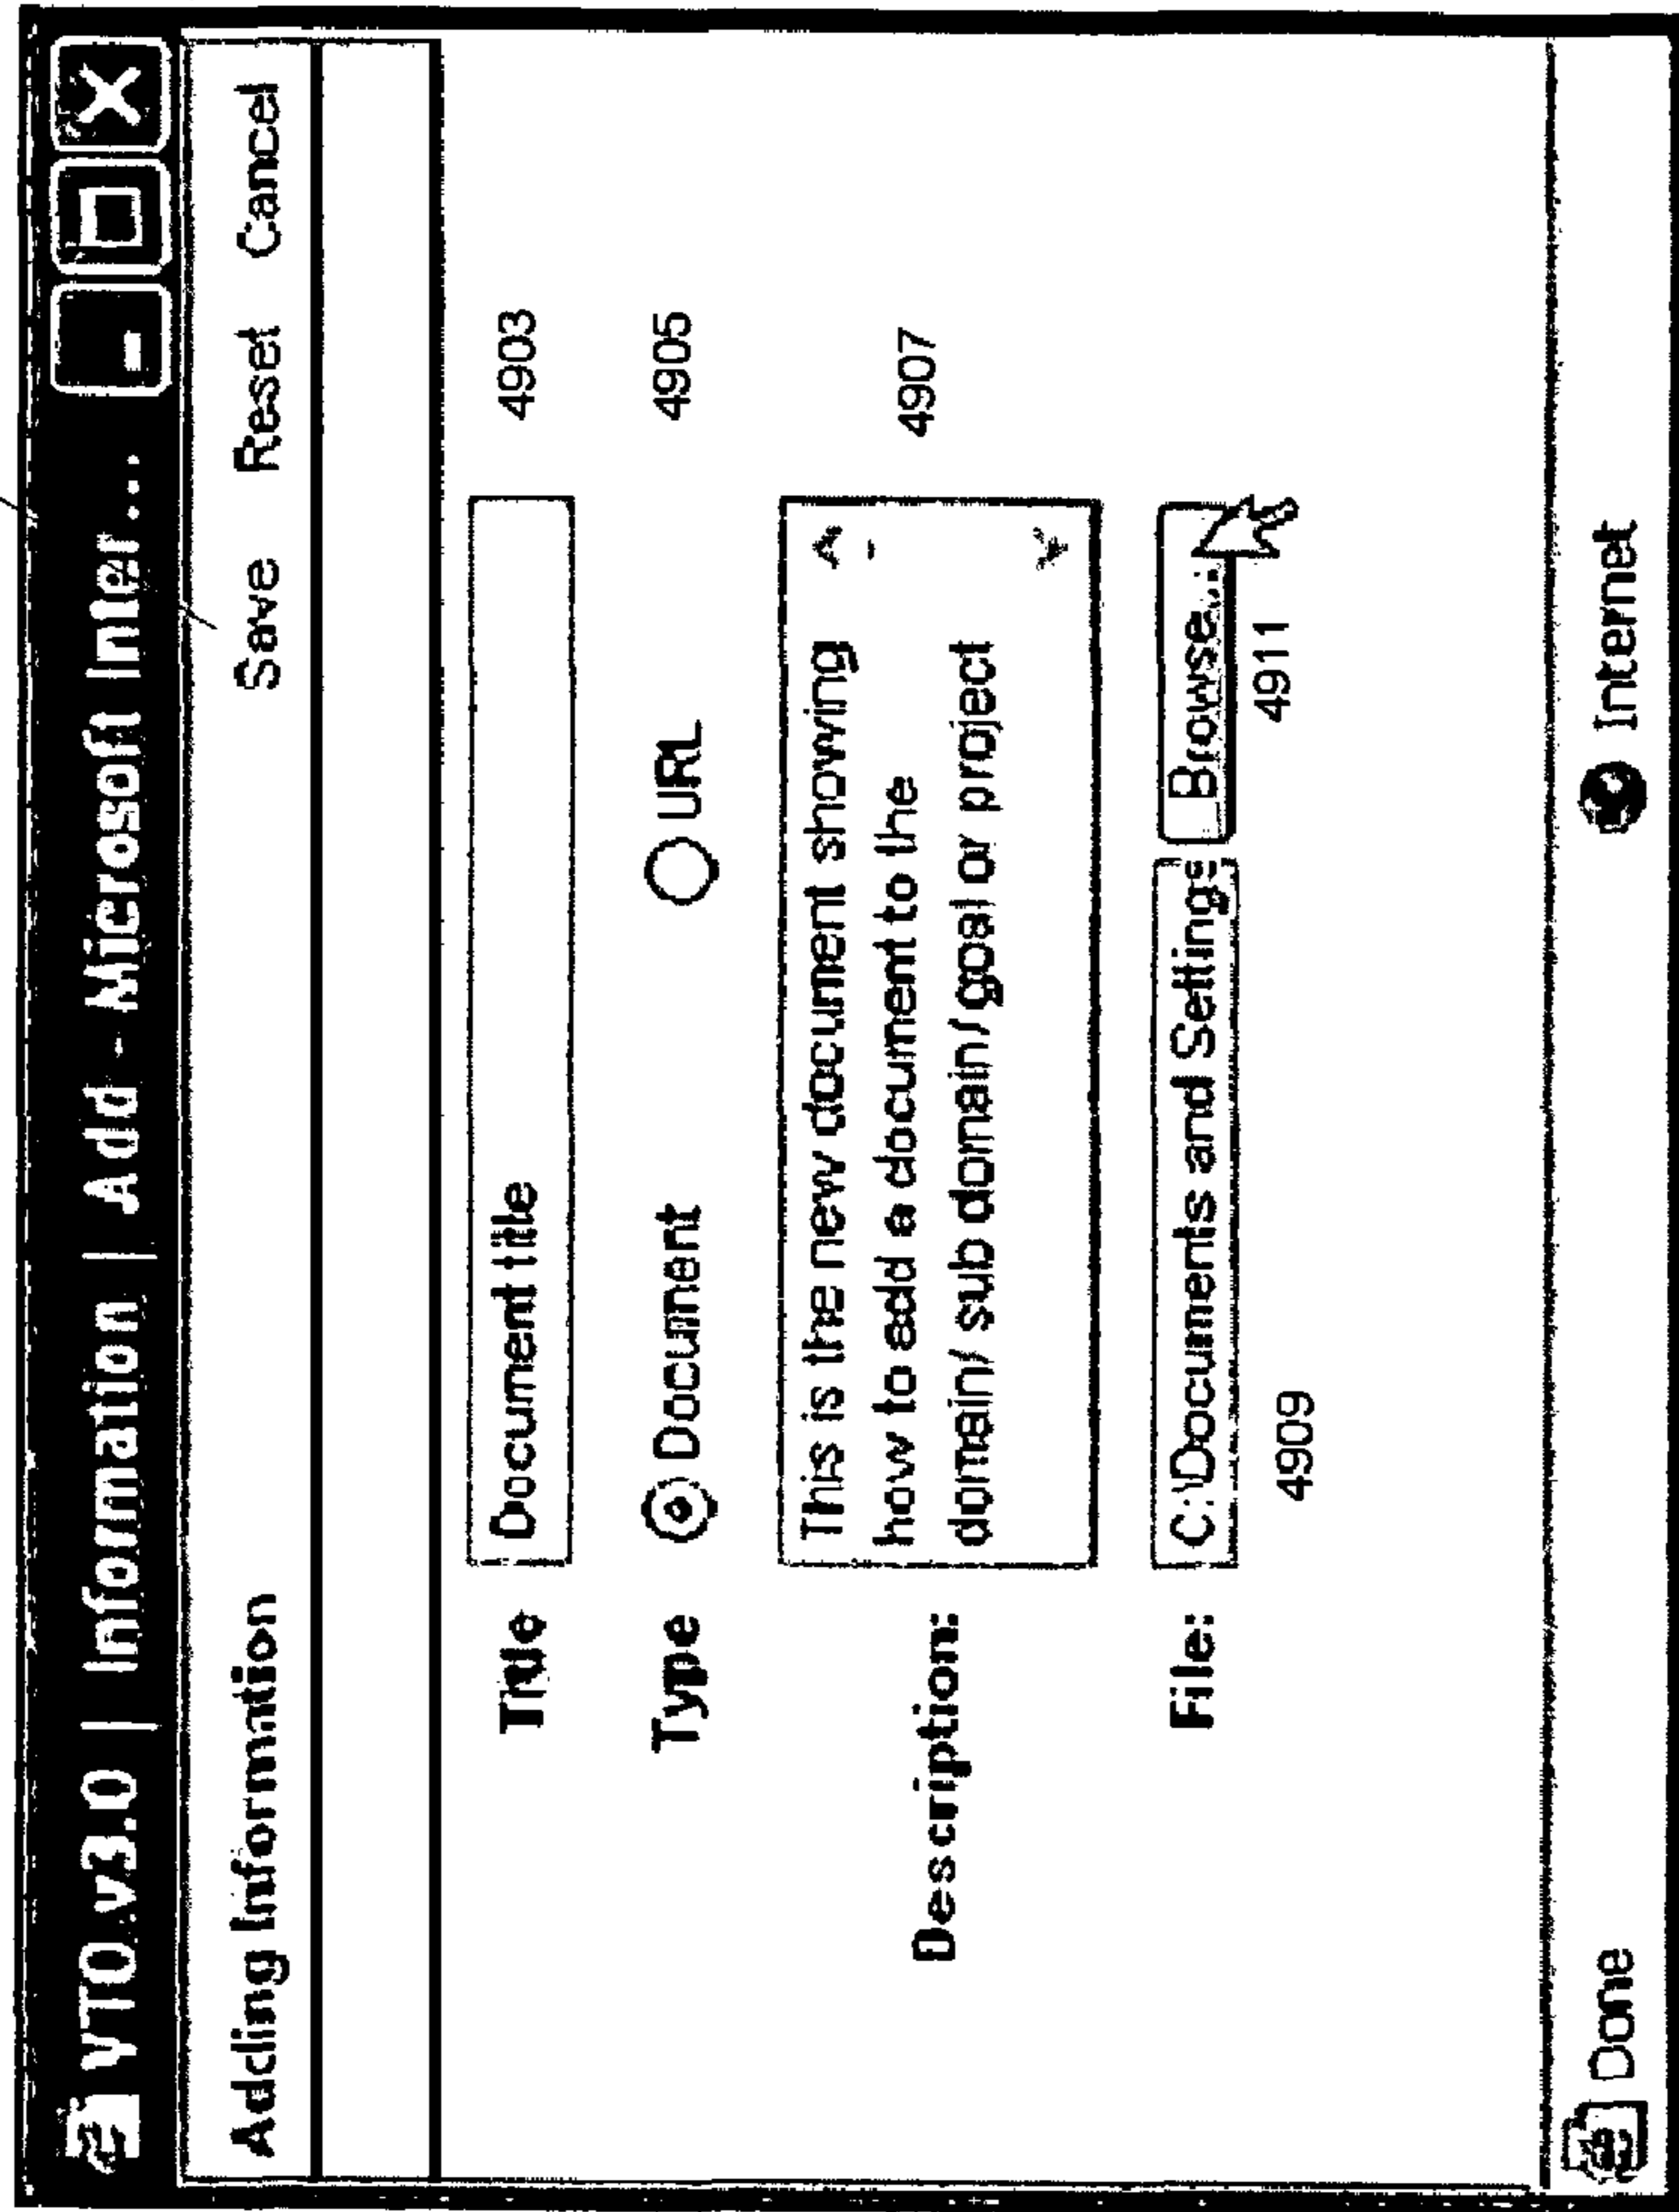 VTO.v3.0 | Information | Add - Microsoft Inter...
Adding Information Save Reset Cancel
Title Document title 4903
Type Document URL 4905
Description: This is the new document showing
how to add a document to the
domain/ sub domain/goal or project
4907
File: C:\Documents and Settings Browse...
4909 4911
Done Internet